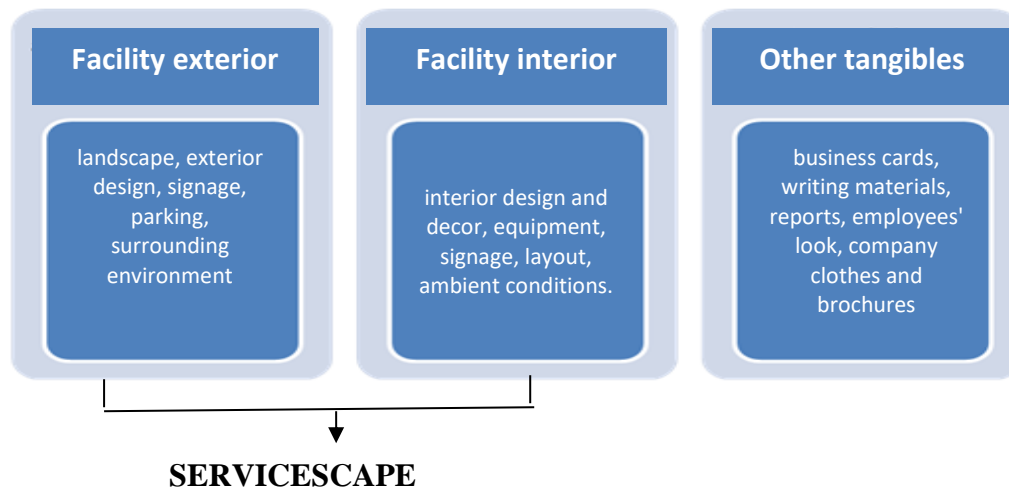 Facility exterior
landscape, exterior
design, signage,
parking,
surrounding
environment
Facility interior
interior design and
decor, equipment,
signage, layout,
ambient conditions.
Other tangibles
business cards,
writing materials,
reports, employees'
look, company
clothes and
brochures
SERVICESCAPE